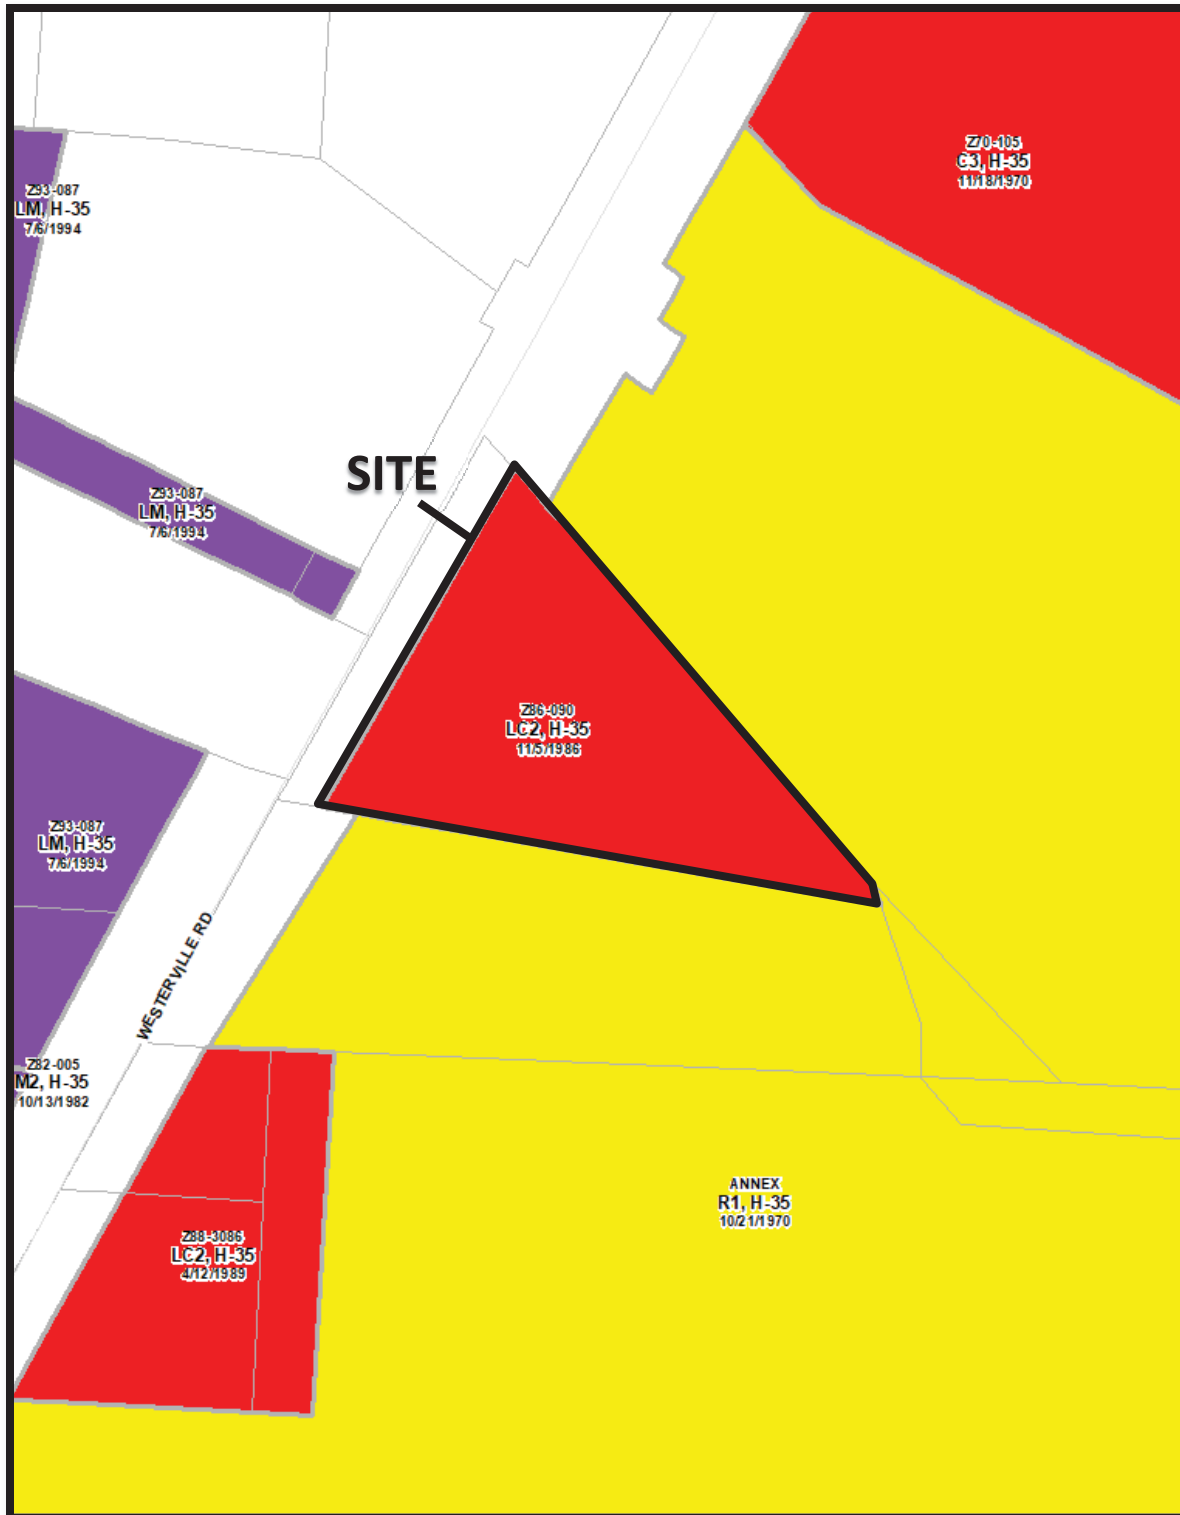 Z70-105
C3, H-35
11/18/1970
Z93-087
LM, H-35
7/6/1994
SITE
Z93-087
LM, H-35
7/6/1994
Z86-090
LC2, H-35
11/5/1986
Z93-087
LM, H-35
7/6/1994
WESTERVILLE RD
Z82-005
M2, H-35
10/13/1982
ANNEX
R1, H-35
10/21/1970
Z88-3086
LC2, H-35
4/12/1989